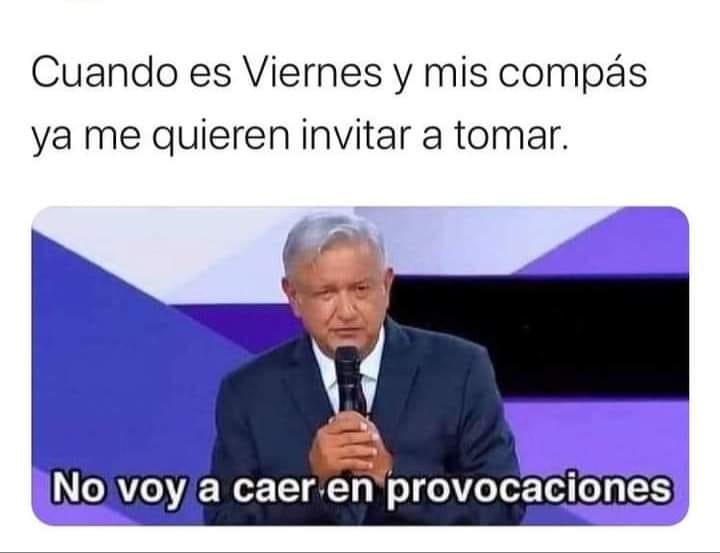 Cuando es Viernes y mis compás
ya me quieren invitar a tomar.
No voy a caer en provocaciones